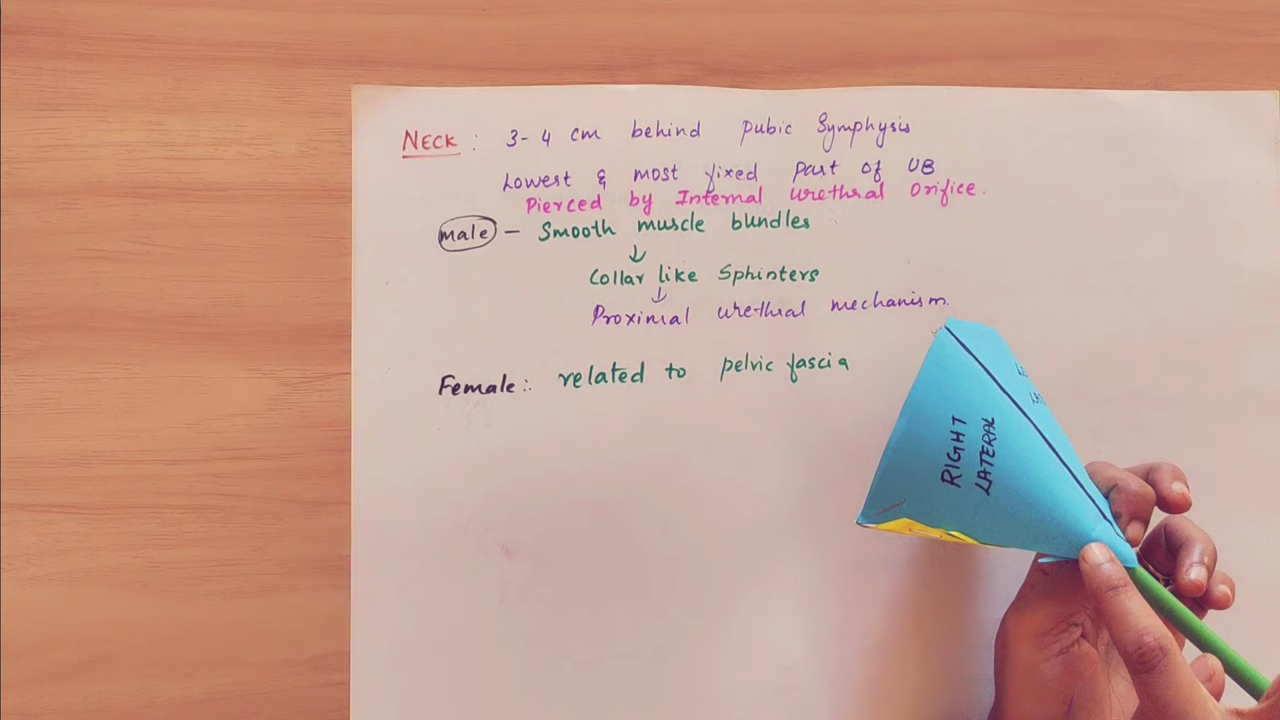 NECK : 3-4 cm behind pubic Symphysis
Lowest & most fixed part of UB
Pierced by Internal urethral Orifice.
male - Smooth muscle bundles
↓
Collar like Sphinters
↓
Proximal urethral mechanism.
Female:- related to pelvic fascia
RIGHT
LATERAL